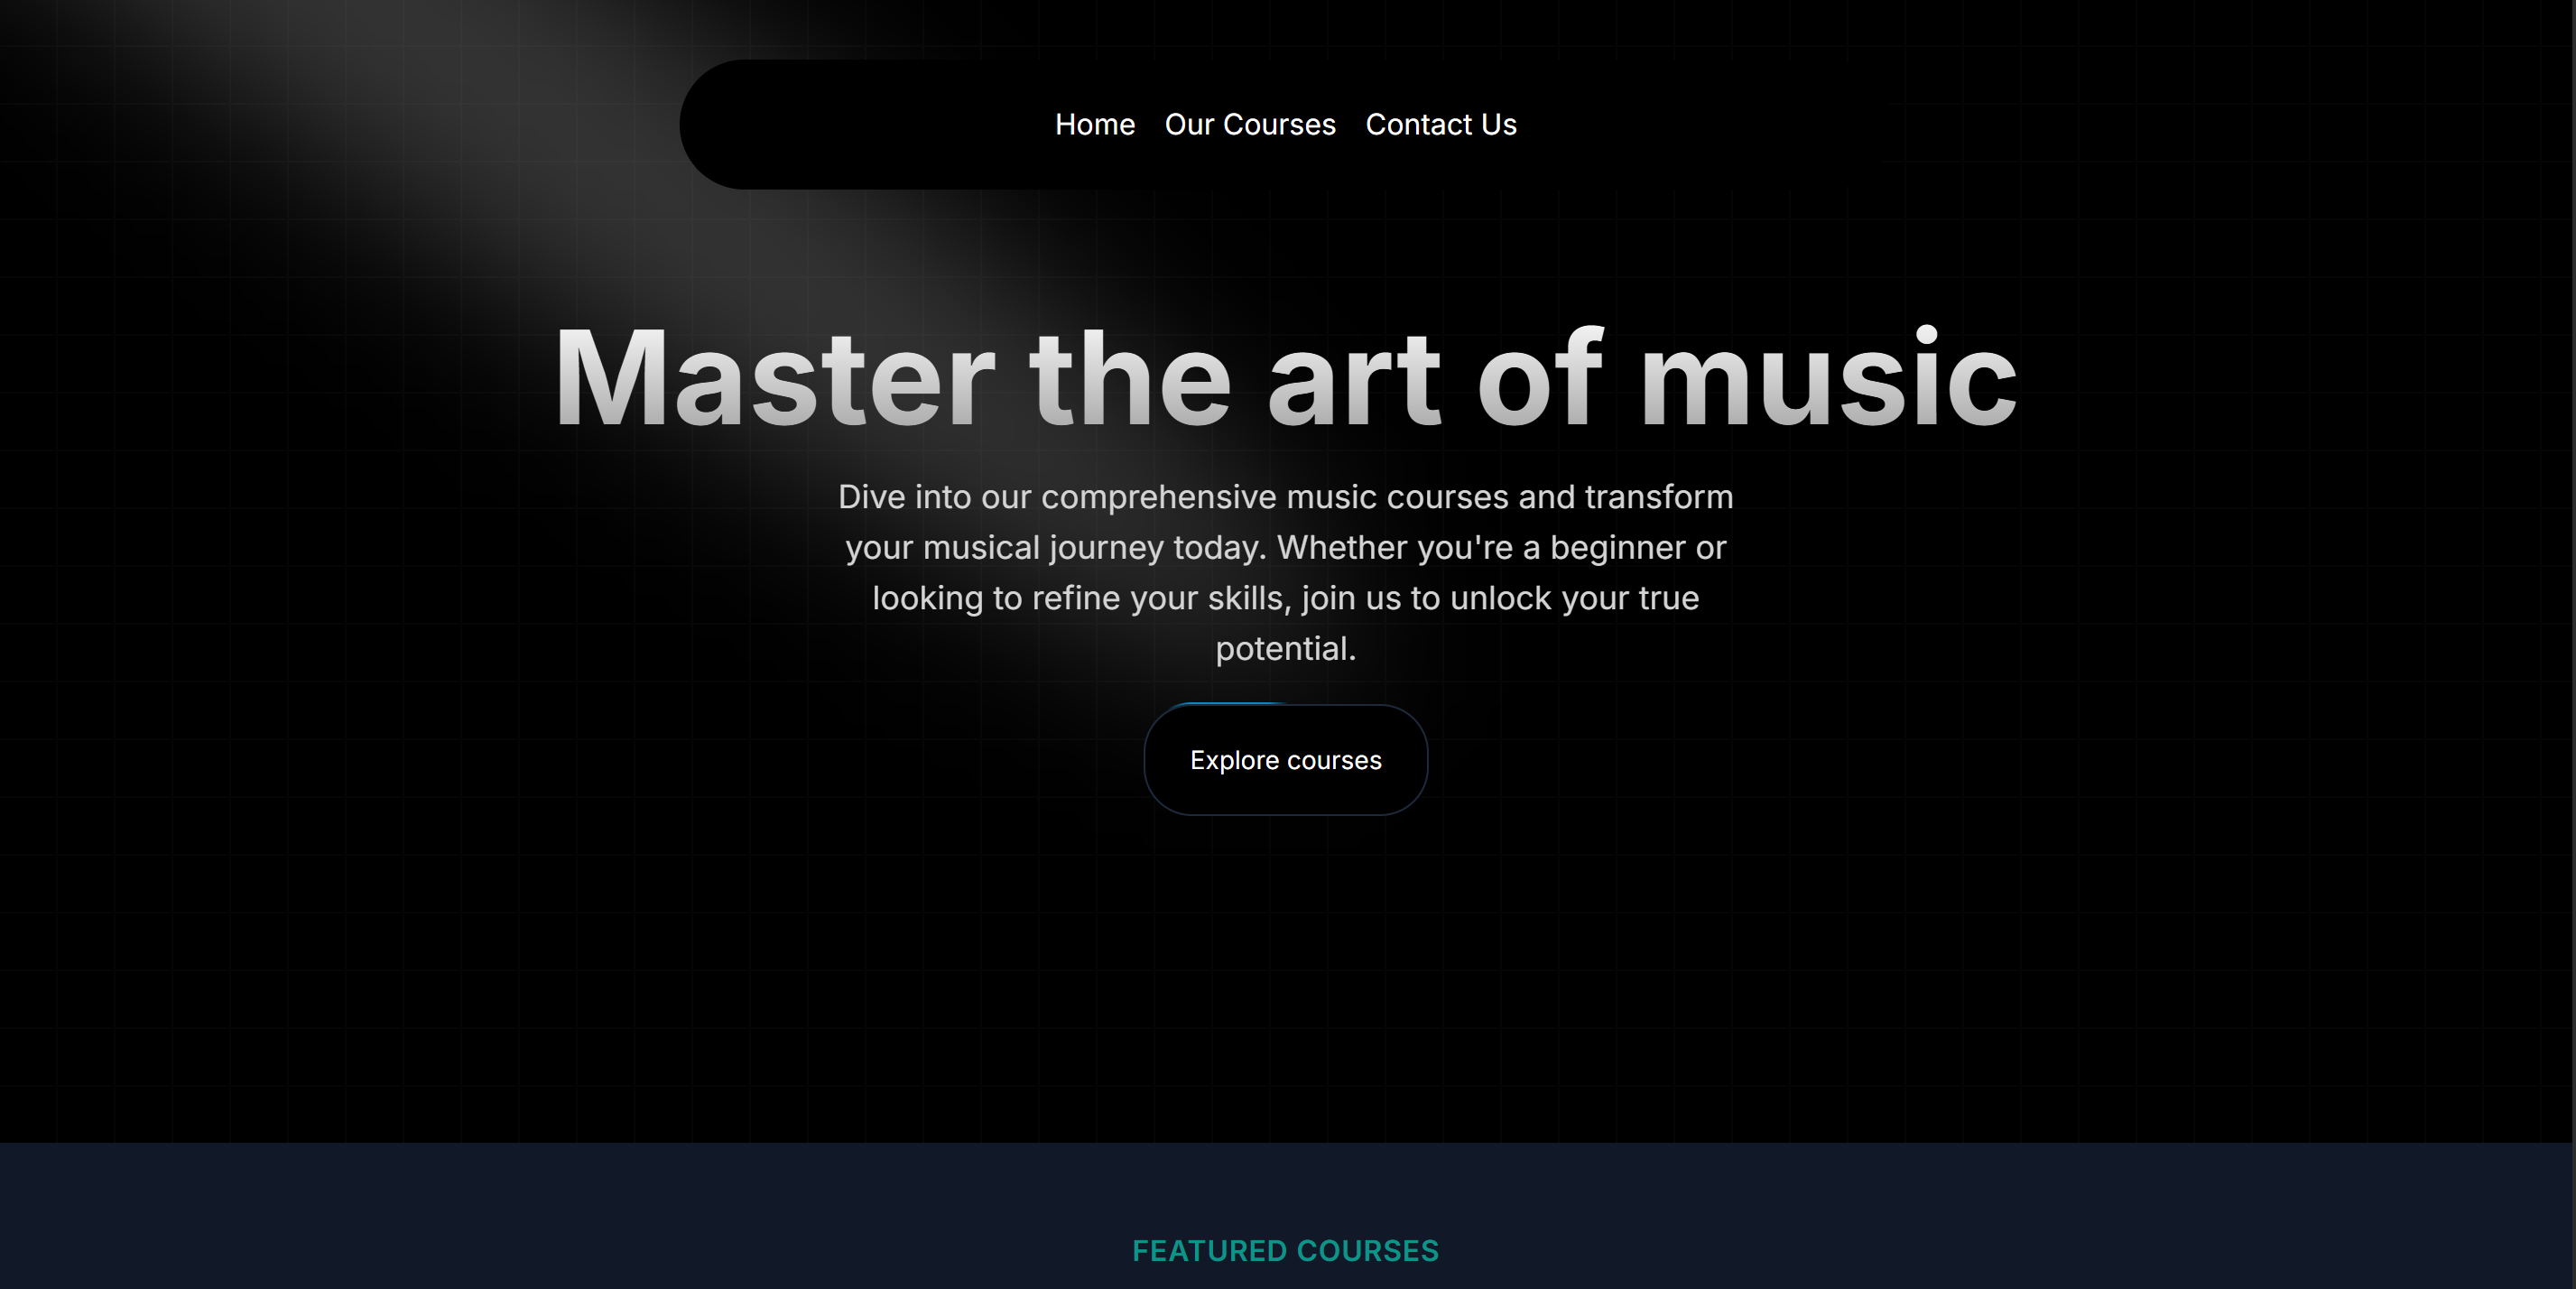 Home Our Courses Contact Us
Master the art of music
Dive into our comprehensive music courses and transform
your musical journey today. Whether you're a beginner or
looking to refine your skills, join us to unlock your true
potential.
Explore courses
FEATURED COURSES